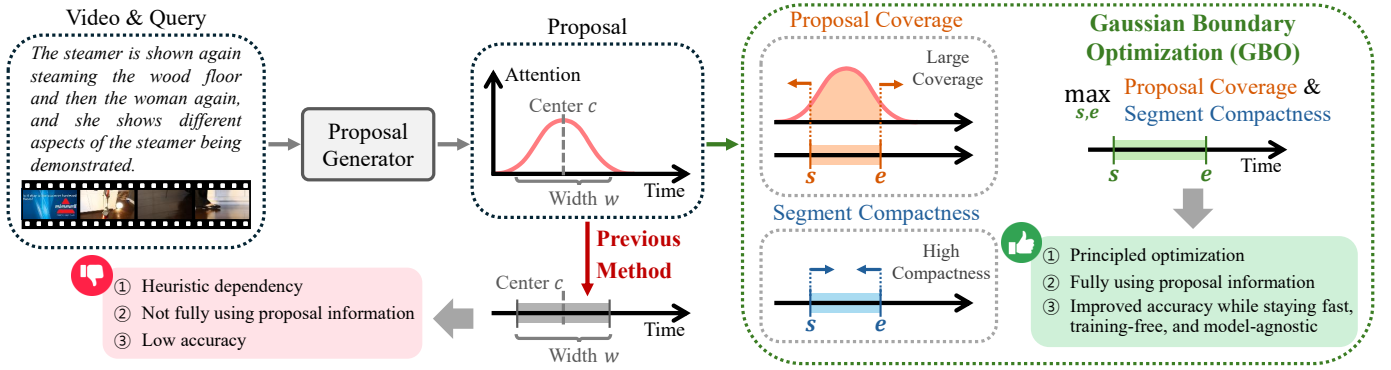 Video & Query
The steamer is shown again
steaming the wood floor
and then the woman again,
and she shows different
aspects of the steamer being
demonstrated.
Proposal
Generator
Proposal
Attention
Center c
Width w
Time
Previous
Method
Center c
Time
Width w
① Heuristic dependency
② Not fully using proposal information
③ Low accuracy
Proposal Coverage
Large
Coverage
s
e
Segment Compactness
High
Compactness
s
e
Gaussian Boundary
Optimization (GBO)
max
s,e
Proposal Coverage &
Segment Compactness
Time
s
e
① Principled optimization
② Fully using proposal information
③ Improved accuracy while staying fast,
training-free, and model-agnostic